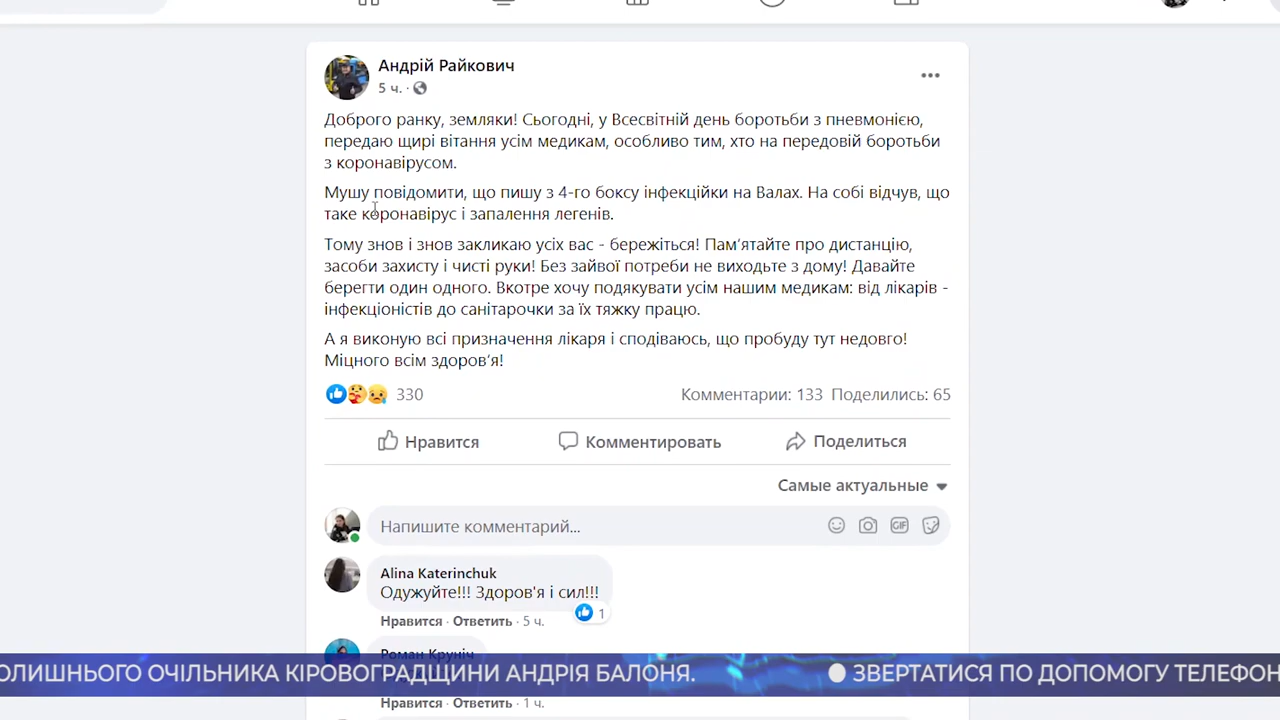 Андрій Райкович
5 ч. ·
Доброго ранку, земляки! Сьогодні, у Всесвітній день боротьби з пневмонією,
передаю щирі вітання усім медикам, особливо тим, хто на передовій боротьби
з коронавірусом.
Мушу повідомити, що пишу з 4-го боксу інфекційки на Валах. На собі відчув, що
таке коронавірус і запалення легенів.
Тому знов і знов закликаю усіх вас - бережіться! Пам‘ятайте про дистанцію,
засоби захисту і чисті руки! Без зайвої потреби не виходьте з дому! Давайте
берегти один одного. Вкотре хочу подякувати усім нашим медикам: від лікарів -
інфекціоністів до санітарочки за їх тяжку працю.
А я виконую всі призначення лікаря і сподіваюсь, що пробуду тут недовго!
Міцного всім здоров‘я!
330 Комментарии: 133 Поделились: 65
Нравится Комментировать Поделиться
Самые актуальные
Напишите комментарий... GIF
Alina Katerinchuk
Одужуйте!!! Здоров'я і сил!!!
1
Нравится · Ответить · 5 ч.
Роман Круніч
ОЛИШНЬОГО ОЧІЛЬНИКА КІРОВОГРАДЩИНИ АНДРІЯ БАЛОНЯ. ЗВЕРТАТИСЯ ПО ДОПОМОГУ ТЕЛЕФОН
Нравится · Ответить · 1 ч.